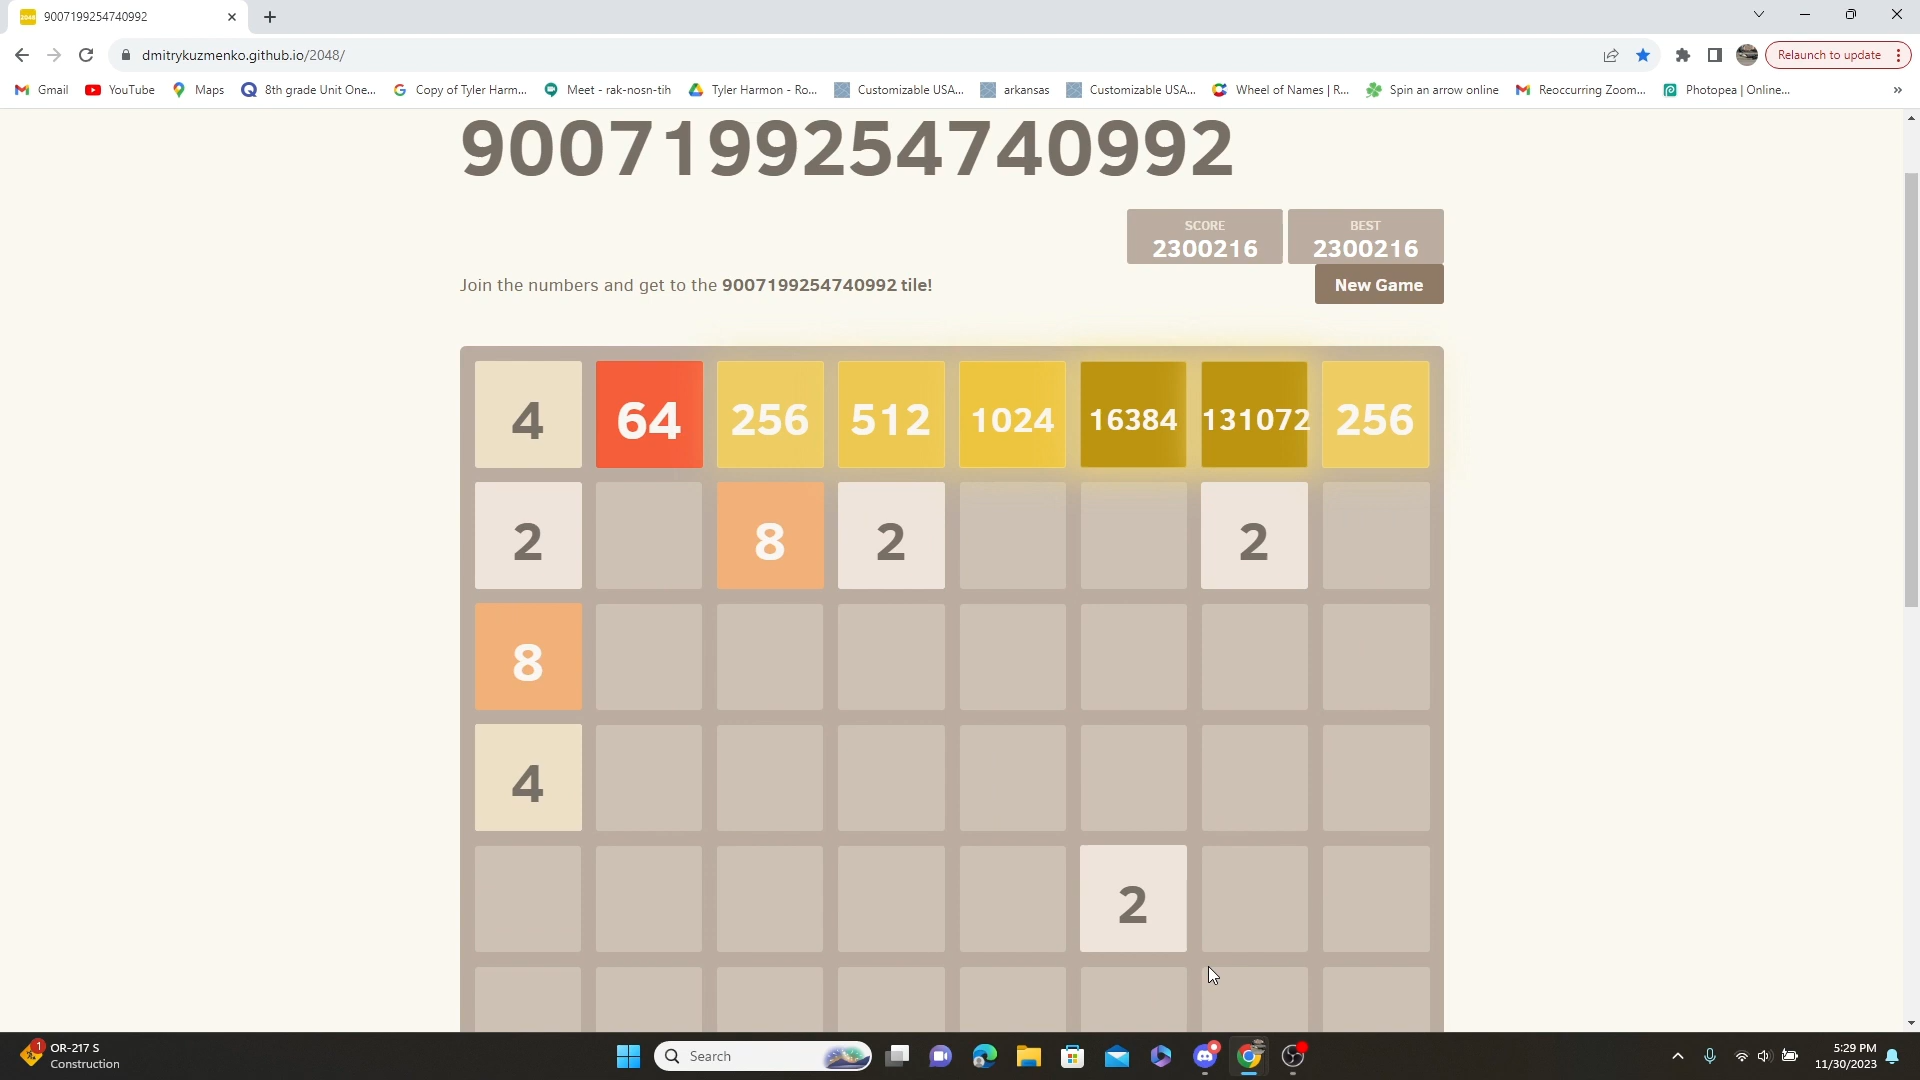 9007199254740992
dmitrykuzmenko.github.io/2048/
Relaunch to update
Gmail YouTube Maps 8th grade Unit One... Copy of Tyler Harm... Meet - rak-nosn-tih Tyler Harmon - Ro... Customizable USA... arkansas Customizable USA... Wheel of Names | R... Spin an arrow online Reoccurring Zoom... Photopea | Online... »
9007199254740992
SCORE BEST
2300216 2300216
Join the numbers and get to the 9007199254740992 tile! New Game
4 64 256 512 1024 16384 131072 256
2 8 2 2
8
4
2
1 OR-217 S
Construction
Search
5:29 PM
11/30/2023